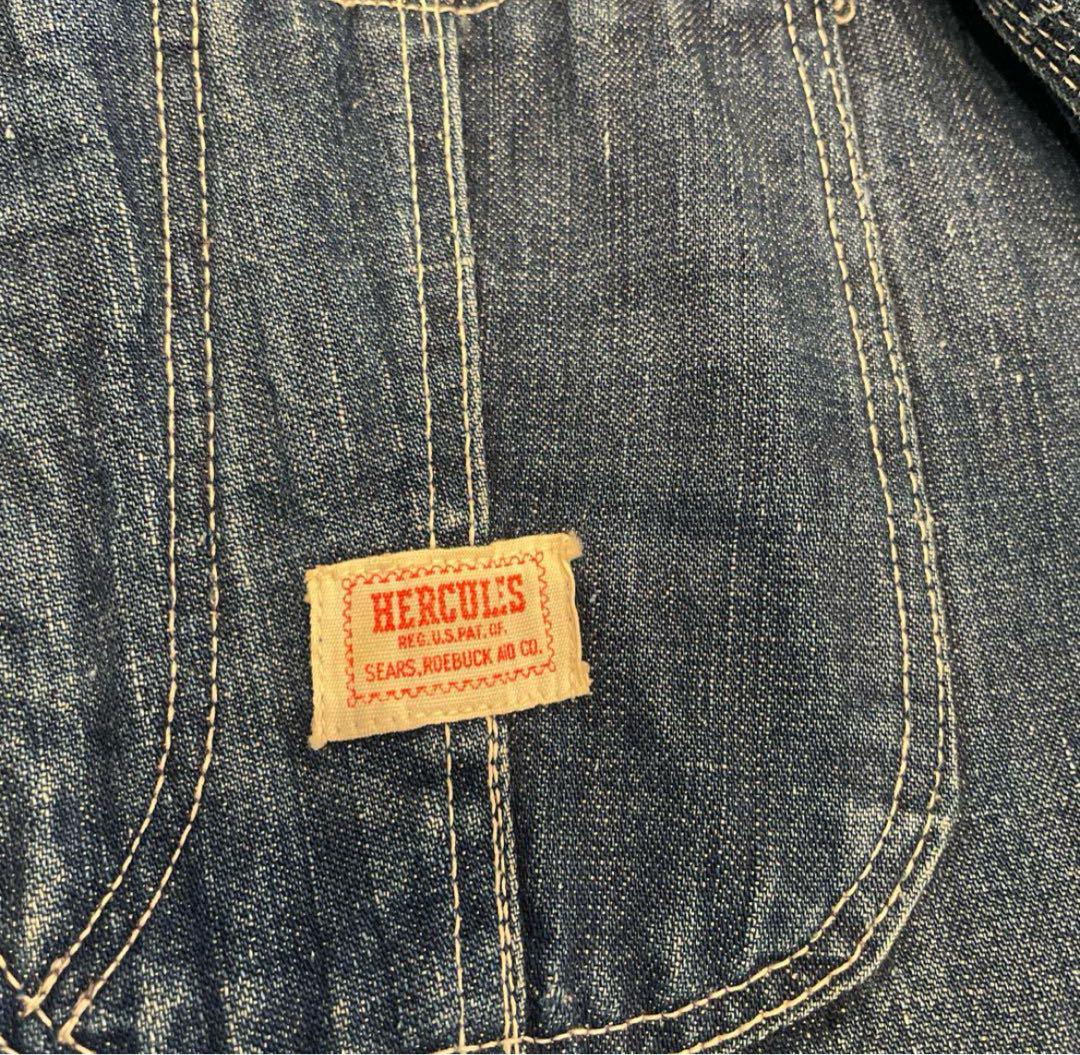 HERCULES
REG. U.S. PAT. OF.
SEARS, ROEBUCK AND CO.